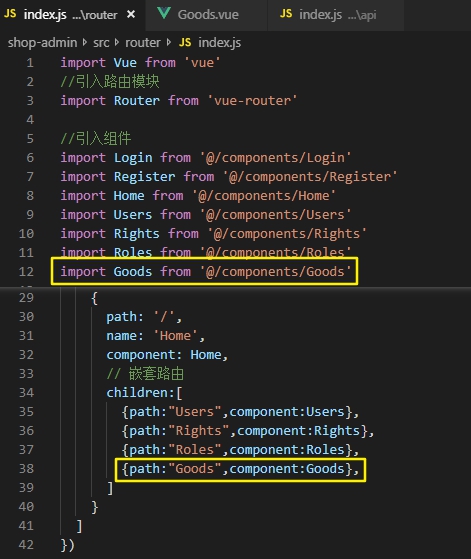 JS index.js ...\router × Goods.vue JS index.js ...\api
shop-admin > src > router > JS index.js
1 import Vue from 'vue'
2 //引入路由模块
3 import Router from 'vue-router'
4
5 //引入组件
6 import Login from '@/components/Login'
7 import Register from '@/components/Register'
8 import Home from '@/components/Home'
9 import Users from '@/components/Users'
10 import Rights from '@/components/Rights'
11 import Roles from '@/components/Roles'
12 import Goods from '@/components/Goods'
29 {
30 path: '/',
31 name: 'Home',
32 component: Home,
33 // 嵌套路由
34 children:[
35 {path:"Users",component:Users},
36 {path:"Rights",component:Rights},
37 {path:"Roles",component:Roles},
38 {path:"Goods",component:Goods},
39 ]
40 }
41 ]
42 })